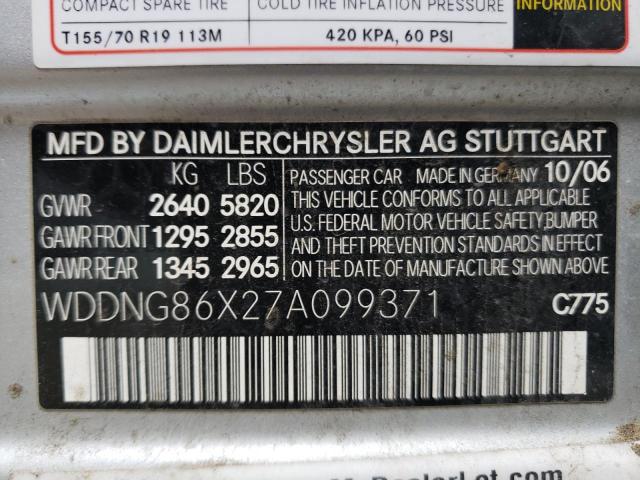 COMPACT SPARE TIRE COLD TIRE INFLATION PRESSURE
INFORMATION
T155/70 R19 113M 420 KPA, 60 PSI
MFD BY DAIMLERCHRYSLER AG STUTTGART
KG LBS
GVWR 2640 5820
GAWR FRONT 1295 2855
GAWR REAR 1345 2965
PASSENGER CAR MADE IN GERMANY 10/06
THIS VEHICLE CONFORMS TO ALL APPLICABLE
U.S. FEDERAL MOTOR VEHICLE SAFETY, BUMPER
AND THEFT PREVENTION STANDARDS IN EFFECT
ON THE DATE OF MANUFACTURE SHOWN ABOVE.
WDDNG86X27A099371 C775